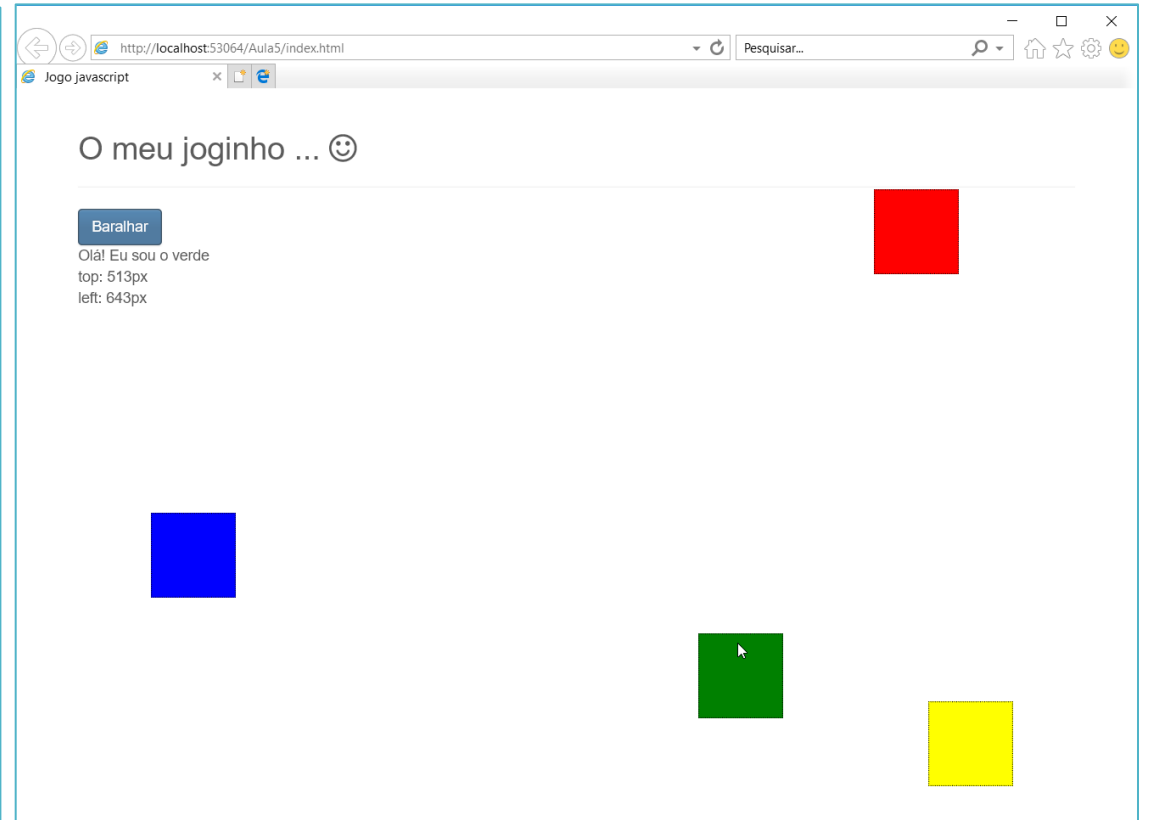 http://localhost:53064/Aula5/index.html
Pesquisar...
Jogo javascript
O meu joginho ...
Baralhar
Olá! Eu sou o verde
top: 513px
left: 643px